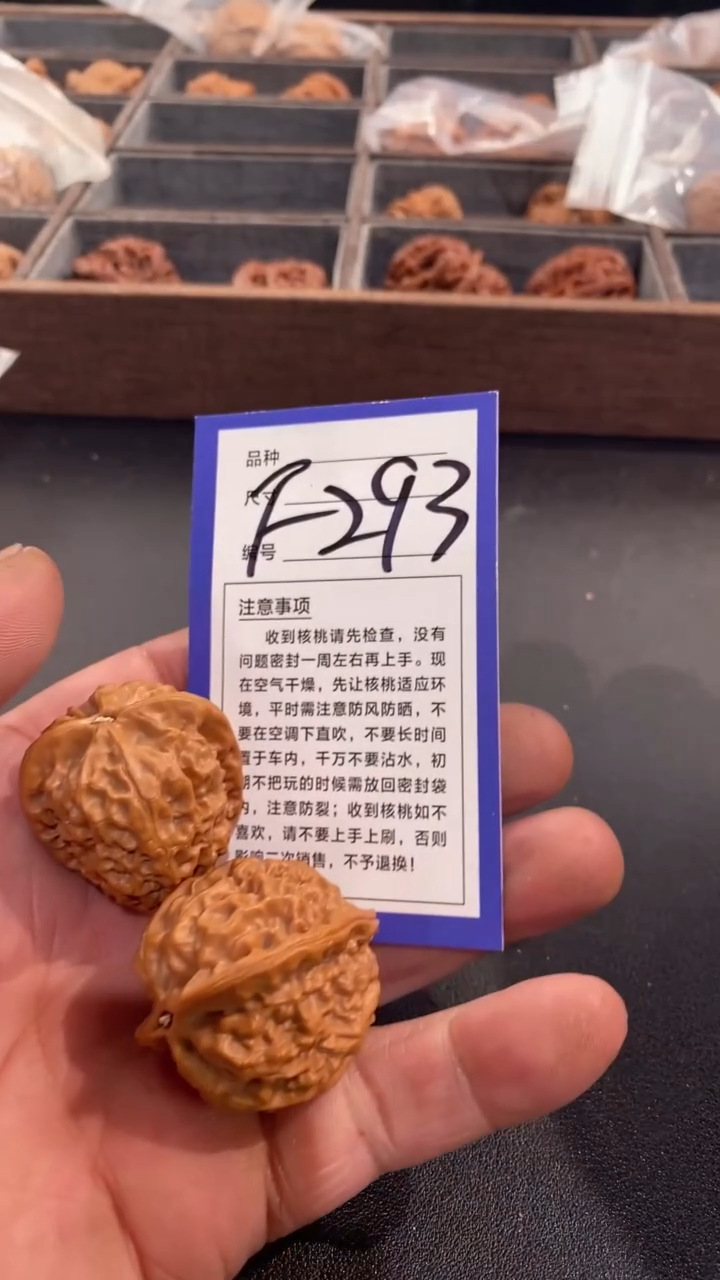 品种
尺寸
F-293
编号
注意事项
收到核桃请先检查，没有
问题密封一周左右再上手。现
在空气干燥，先让核桃适应环
境，平时需注意防风防晒，不
要在空调下直吹，不要长时间
置于车内，千万不要沾水，初
期不把玩的时候需放回密封袋
内，注意防裂；收到核桃如不
喜欢，请不要上手上刷，否则
影响二次销售，不予退换！